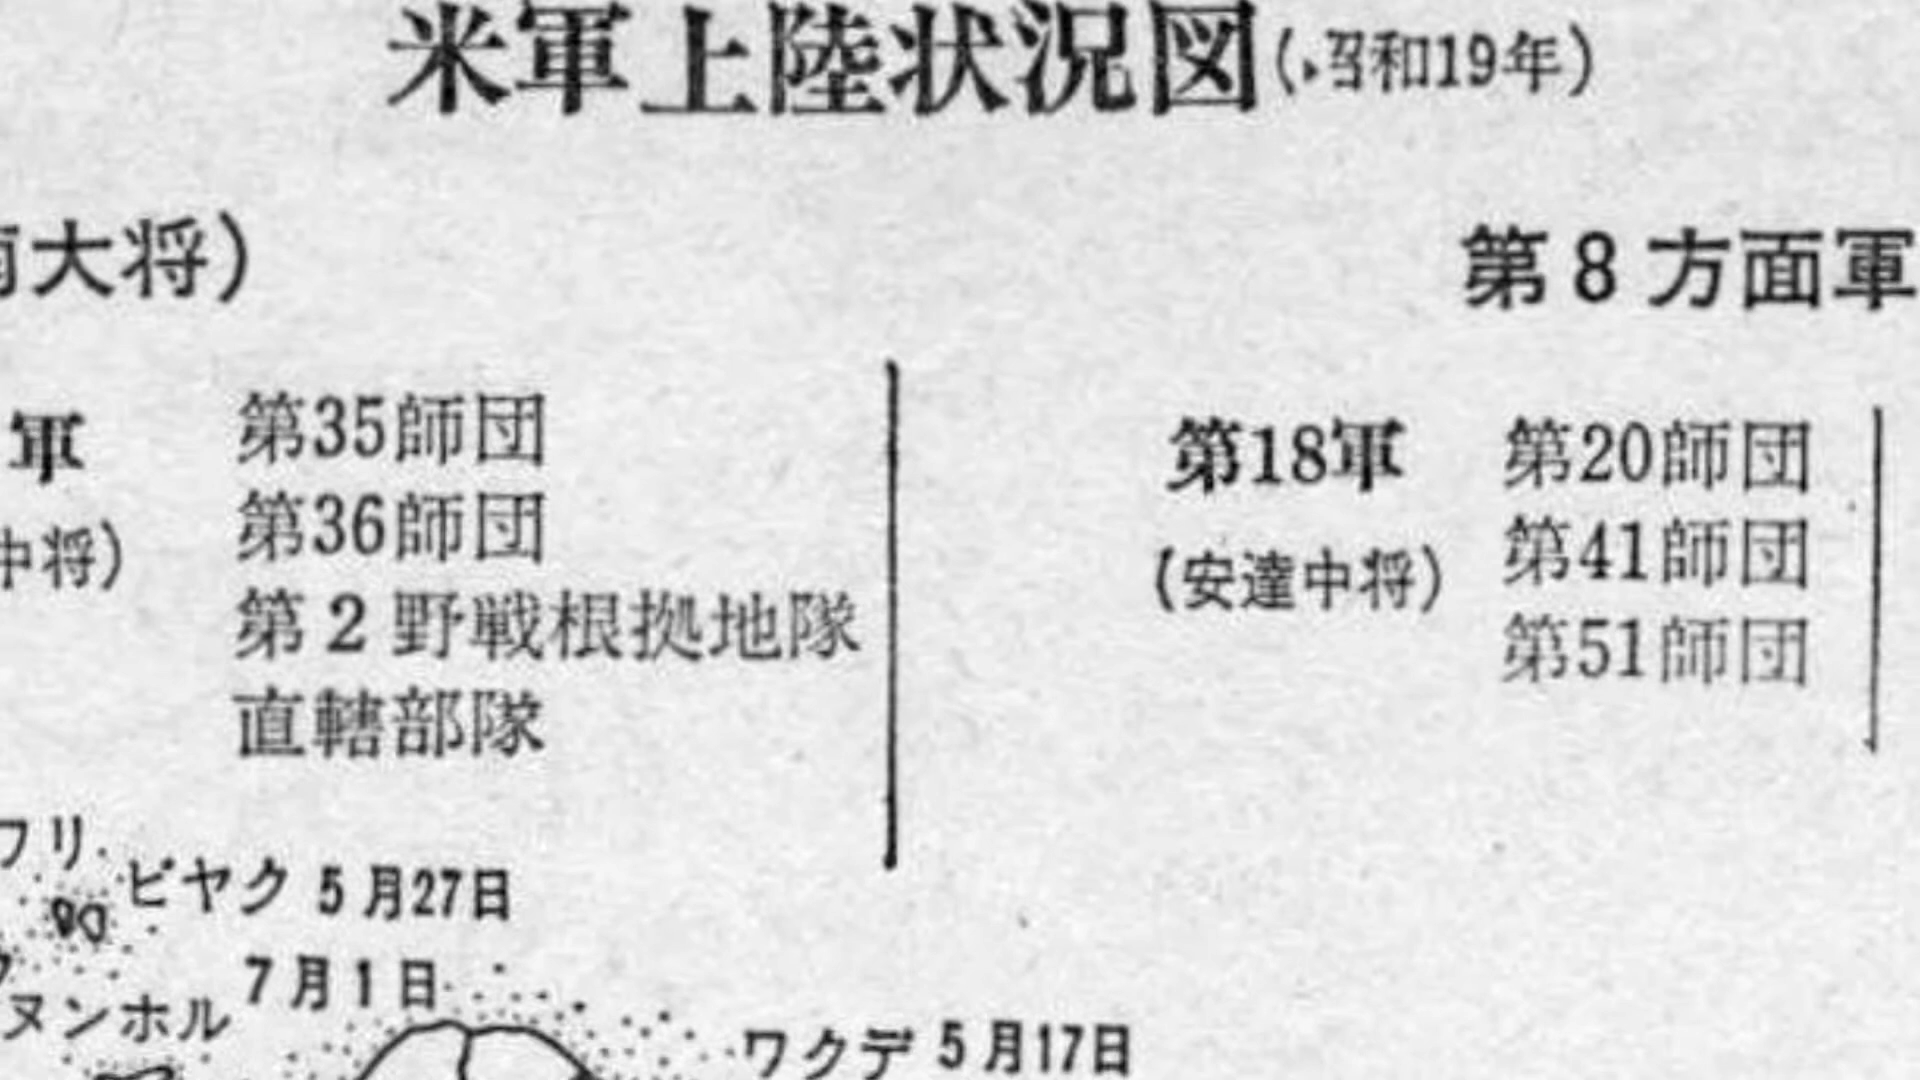 米軍上陸状況図(昭和19年)
大将)
第8方面軍
軍
第35師団
第36師団
第2野戦根拠地隊
直轄部隊
中将)
第18軍
(安達中将)
第20師団
第41師団
第51師団
フリ
ビヤク 5月27日
7月1日
ヌンホル
ワクデ 5月17日